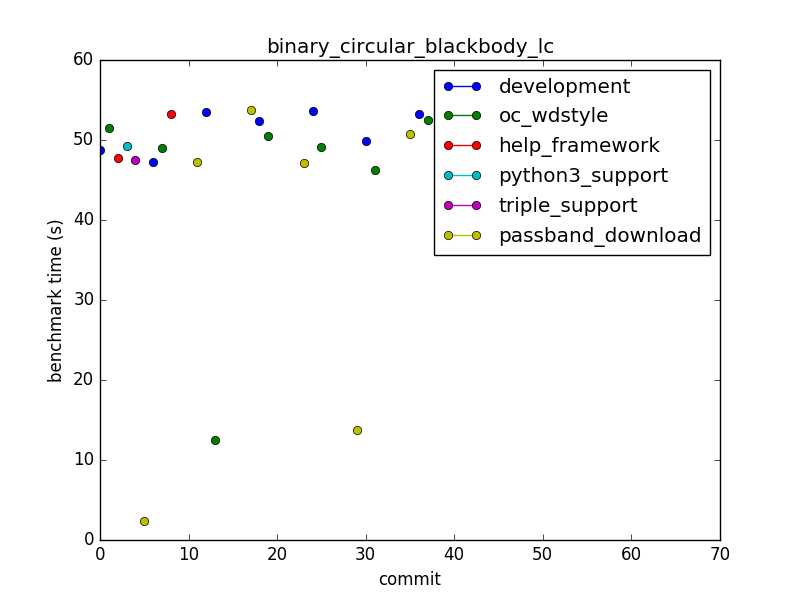 binary_circular_blackbody_lc
60
50
40
30
20
10
0
benchmark time (s)
development
oc_wdstyle
help_framework
python3_support
triple_support
passband_download
0 10 20 30 40 50 60 70
commit